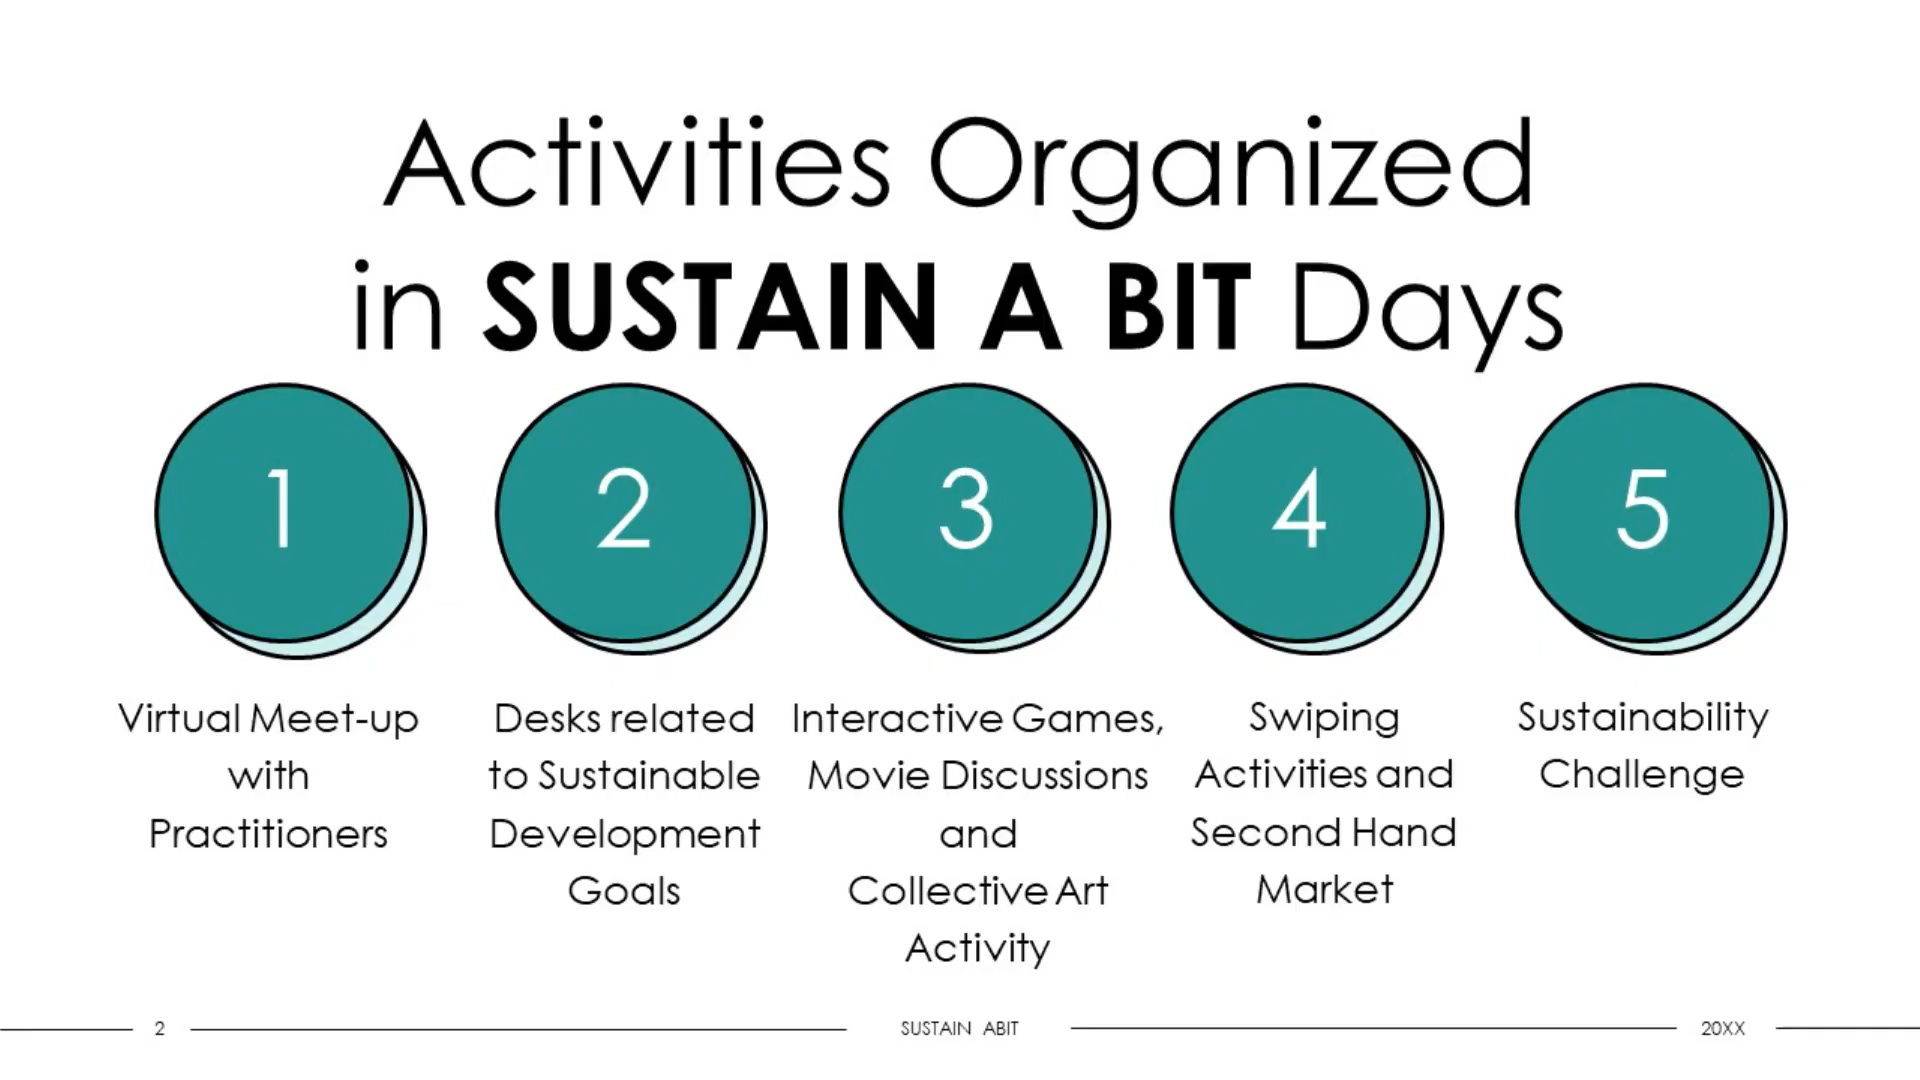 Activities Organized
in SUSTAIN A BIT Days
1
Virtual Meet-up
with
Practitioners
2
Desks related
to Sustainable
Development
Goals
3
Interactive Games,
Movie Discussions
and
Collective Art
Activity
4
Swiping
Activities and
Second Hand
Market
5
Sustainability
Challenge
2
SUSTAIN ABIT
20XX